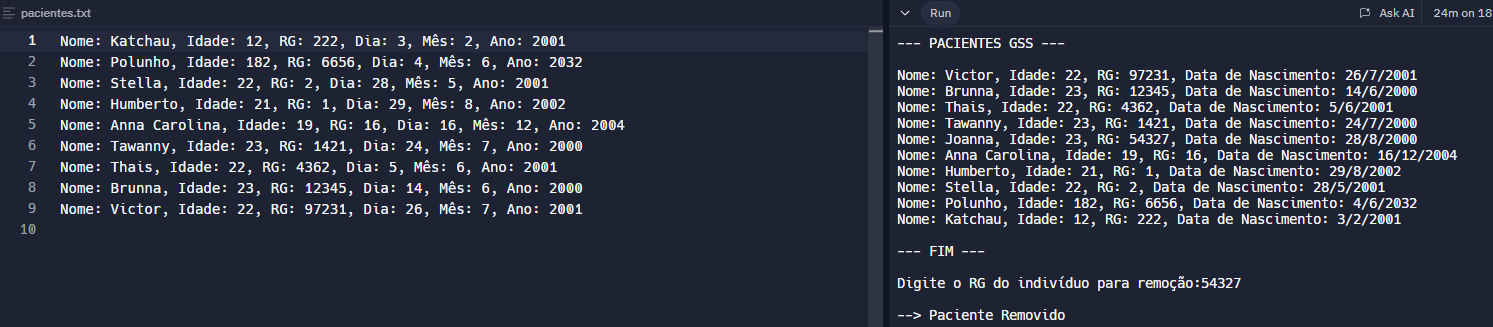 pacientes.txt
1 Nome: Katchau, Idade: 12, RG: 222, Dia: 3, Mês: 2, Ano: 2001
2 Nome: Polunho, Idade: 182, RG: 6656, Dia: 4, Mês: 6, Ano: 2032
3 Nome: Stella, Idade: 22, RG: 2, Dia: 28, Mês: 5, Ano: 2001
4 Nome: Humberto, Idade: 21, RG: 1, Dia: 29, Mês: 8, Ano: 2002
5 Nome: Anna Carolina, Idade: 19, RG: 16, Dia: 16, Mês: 12, Ano: 2004
6 Nome: Tawanny, Idade: 23, RG: 1421, Dia: 24, Mês: 7, Ano: 2000
7 Nome: Thais, Idade: 22, RG: 4362, Dia: 5, Mês: 6, Ano: 2001
8 Nome: Brunna, Idade: 23, RG: 12345, Dia: 14, Mês: 6, Ano: 2000
9 Nome: Victor, Idade: 22, RG: 97231, Dia: 26, Mês: 7, Ano: 2001
10
Run Ask AI 24m on 18
--- PACIENTES GSS ---
Nome: Victor, Idade: 22, RG: 97231, Data de Nascimento: 26/7/2001
Nome: Brunna, Idade: 23, RG: 12345, Data de Nascimento: 14/6/2000
Nome: Thais, Idade: 22, RG: 4362, Data de Nascimento: 5/6/2001
Nome: Tawanny, Idade: 23, RG: 1421, Data de Nascimento: 24/7/2000
Nome: Joanna, Idade: 23, RG: 54327, Data de Nascimento: 28/8/2000
Nome: Anna Carolina, Idade: 19, RG: 16, Data de Nascimento: 16/12/2004
Nome: Humberto, Idade: 21, RG: 1, Data de Nascimento: 29/8/2002
Nome: Stella, Idade: 22, RG: 2, Data de Nascimento: 28/5/2001
Nome: Polunho, Idade: 182, RG: 6656, Data de Nascimento: 4/6/2032
Nome: Katchau, Idade: 12, RG: 222, Data de Nascimento: 3/2/2001
--- FIM ---
Digite o RG do indivíduo para remoção:54327
--> Paciente Removido